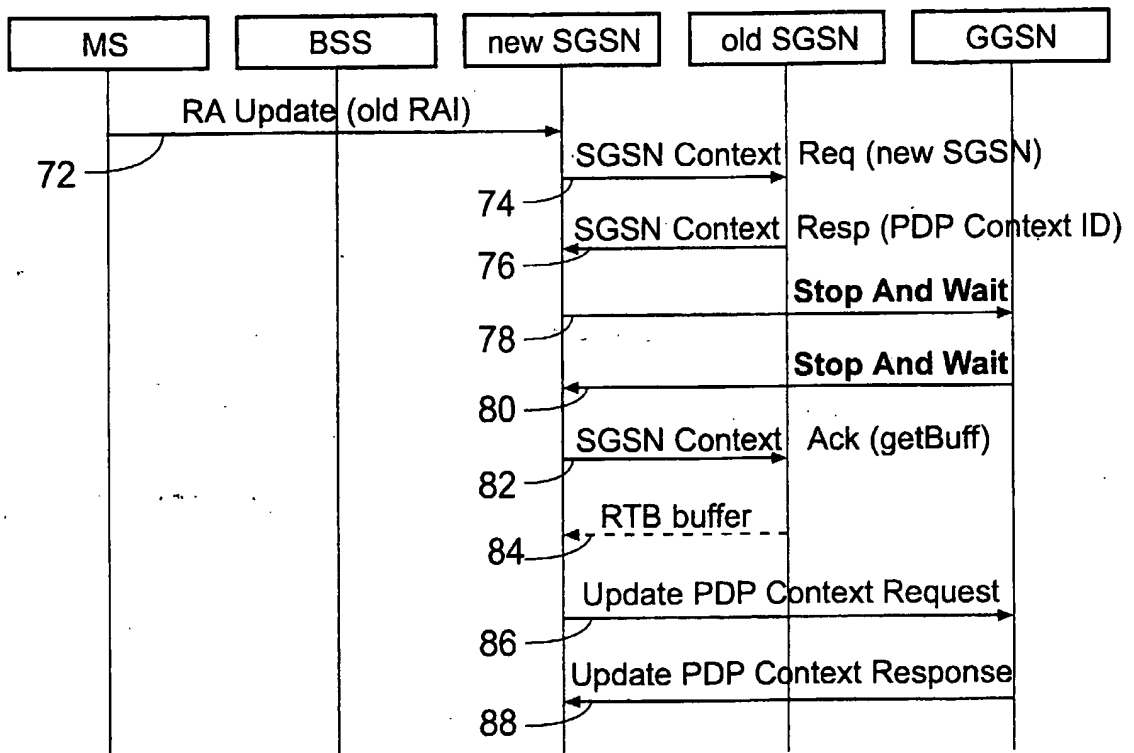 MS BSS new SGSN old SGSN GGSN
RA Update (old RAI)
72
SGSN Context Req (new SGSN)
74
SGSN Context Resp (PDP Context ID)
76
Stop And Wait
78
Stop And Wait
80
SGSN Context Ack (getBuff)
82
RTB buffer
84
Update PDP Context Request
86
Update PDP Context Response
88